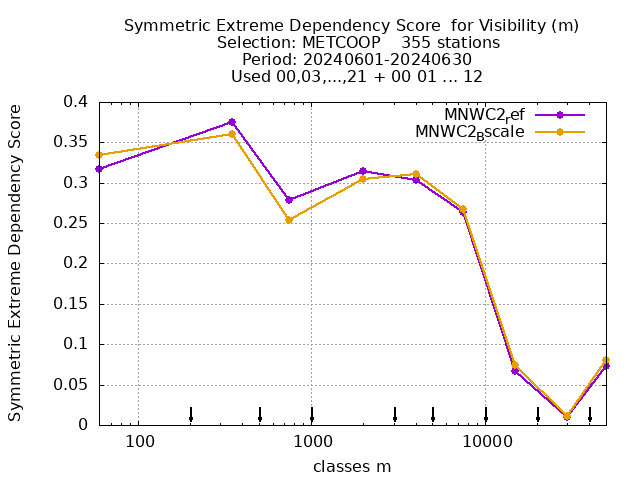 Symmetric Extreme Dependency Score  for Visibility (m)
Selection: METCOOP    355 stations
Period: 20240601-20240630
Used 00,03,...,21 + 00 01 ... 12
MNWC2ref
MNWC2Bscale
Symmetric Extreme Dependency Score
0.4
0.35
0.3
0.25
0.2
0.15
0.1
0.05
0
100
1000
10000
classes m